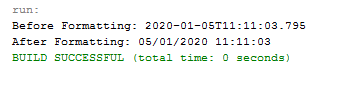 run:
Before Formatting: 2020-01-05T11:11:03.795
After Formatting: 05/01/2020 11:11:03
BUILD SUCCESSFUL (total time: 0 seconds)